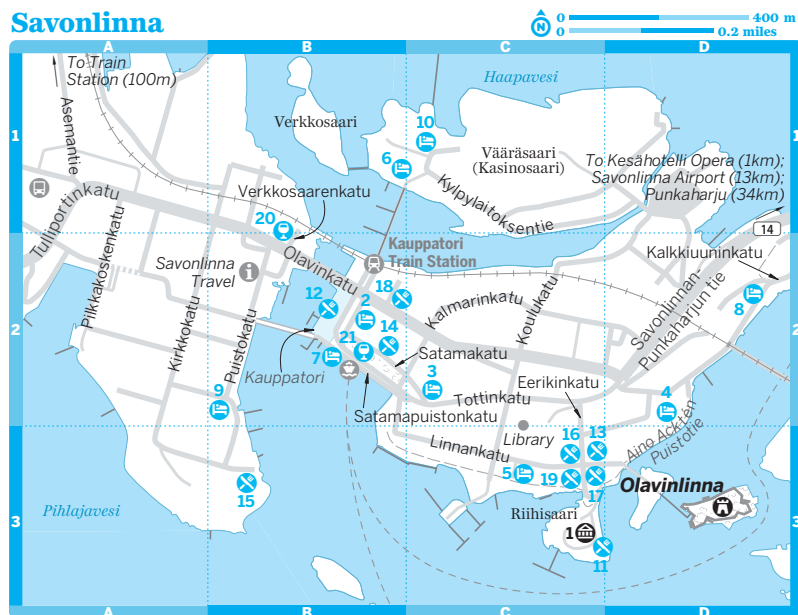 Savonlinna
N
0 400 m
0 0.2 miles
A B C D
To Train
Station (100m)
Asemantie
Haapavesi
Verkkosaari
10
6
Vääräsaari
(Kasinosaari)
To Kesähotelli Opera (1km);
Savonlinna Airport (13km);
Punkaharju (34km)
1 1
Kylpylaitoksentie
Verkkosaarenkatu
20
Tulliportinkatu
14
Kauppatori
Train Station
Olavinkatu
Savonlinna
Travel
i
Kalkkiuuninkatu
Pilkkakoskenkatu
Kirkkokatu
Puistokatu
12
2
18
Kalmarinkatu
Koulukatu
Savonlinnan-
Punkaharjun tie
8
2 2
21
14
7
Satamakatu
Kauppatori
3
Eerikinkatu
Tottinkatu
4
9
Satamapuistonkatu
Library
Linnankatu
16
13
Aino Ackten
Puistotie
5
19
17
Olavinlinna
15
Pihlajavesi
Riihisaari
1
11
3 3
A B C D